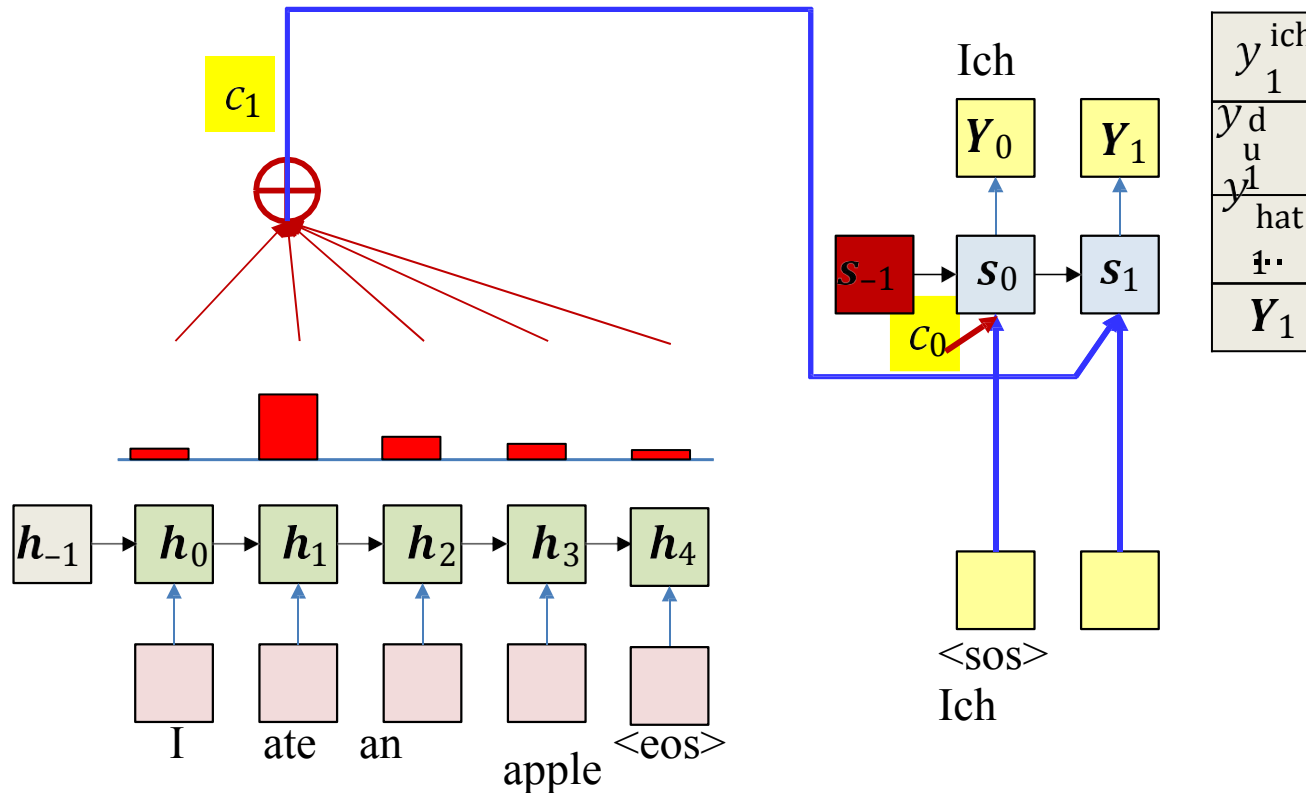 c₁
Ich
Y₀ Y₁
s₋₁ s₀ s₁
c₀
h₋₁ h₀ h₁ h₂ h₃ h₄
I ate an apple <eos>
<sos>
Ich
y₁ ich
y₁ du
y₁ hat
...
Y₁